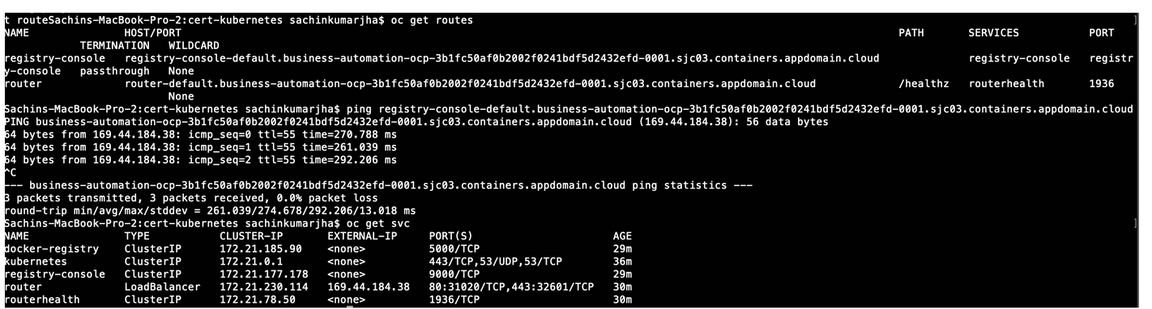 t routeSachins-MacBook-Pro-2:cert-kubernetes sachinkumarjha$ oc get routes
NAME HOST/PORT PATH SERVICES PORT
TERMINATION WILDCARD
registry-console registry-console-default.business-automation-ocp-3b1fc50af0b2002f0241bdf5d2432efd-0001.sjc03.containers.appdomain.cloud registry-console registr
y-console passthrough None
router router-default.business-automation-ocp-3b1fc50af0b2002f0241bdf5d2432efd-0001.sjc03.containers.appdomain.cloud /healthz routerhealth 1936
None
Sachins-MacBook-Pro-2:cert-kubernetes sachinkumarjha$ ping registry-console-default.business-automation-ocp-3b1fc50af0b2002f0241bdf5d2432efd-0001.sjc03.containers.appdomain.cloud
PING business-automation-ocp-3b1fc50af0b2002f0241bdf5d2432efd-0001.sjc03.containers.appdomain.cloud (169.44.184.38): 56 data bytes
64 bytes from 169.44.184.38: icmp_seq=0 ttl=55 time=270.788 ms
64 bytes from 169.44.184.38: icmp_seq=1 ttl=55 time=261.039 ms
64 bytes from 169.44.184.38: icmp_seq=2 ttl=55 time=292.206 ms
^C
--- business-automation-ocp-3b1fc50af0b2002f0241bdf5d2432efd-0001.sjc03.containers.appdomain.cloud ping statistics ---
3 packets transmitted, 3 packets received, 0.0% packet loss
round-trip min/avg/max/stddev = 261.039/274.678/292.206/13.018 ms
Sachins-MacBook-Pro-2:cert-kubernetes sachinkumarjha$ oc get svc
NAME TYPE CLUSTER-IP EXTERNAL-IP PORT(S) AGE
docker-registry ClusterIP 172.21.185.90 <none> 5000/TCP 29m
kubernetes ClusterIP 172.21.0.1 <none> 443/TCP,53/UDP,53/TCP 36m
registry-console ClusterIP 172.21.177.178 <none> 9000/TCP 29m
router LoadBalancer 172.21.230.114 169.44.184.38 80:31020/TCP,443:32601/TCP 30m
routerhealth ClusterIP 172.21.78.50 <none> 1936/TCP 30m